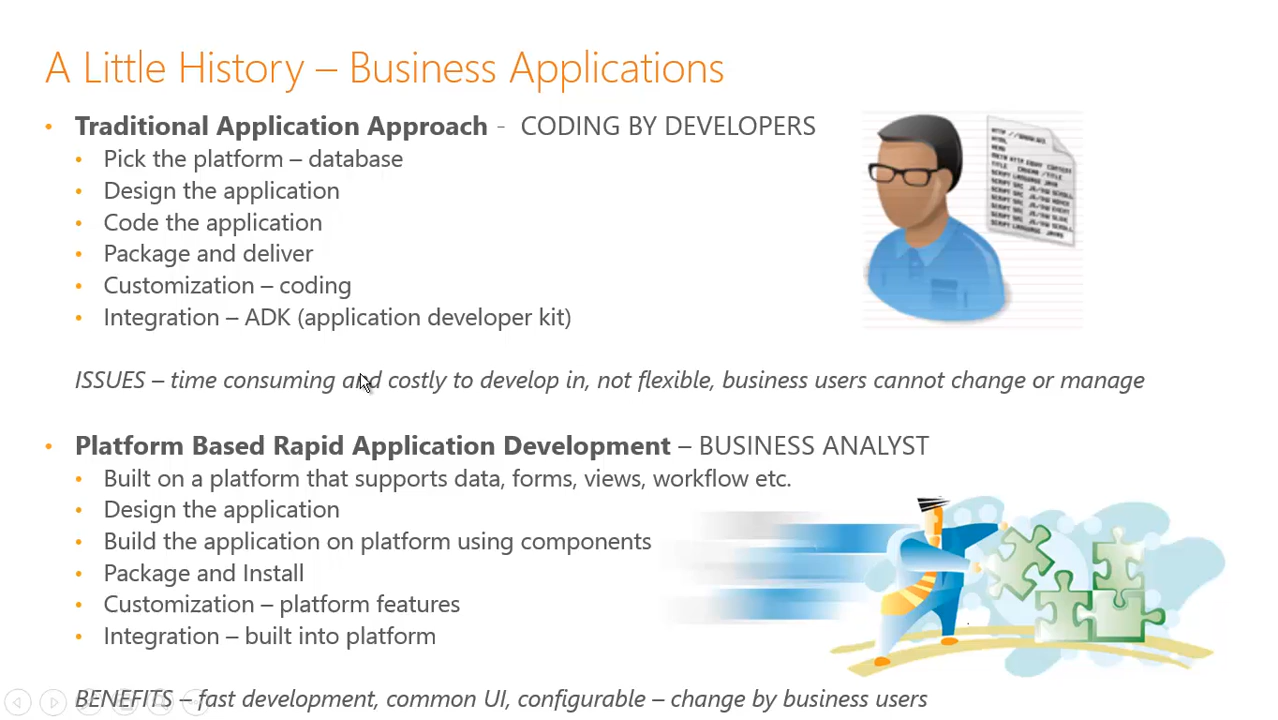 A Little History – Business Applications
• Traditional Application Approach - CODING BY DEVELOPERS
• Pick the platform – database
• Design the application
• Code the application
• Package and deliver
• Customization – coding
• Integration – ADK (application developer kit)
ISSUES – time consuming and costly to develop in, not flexible, business users cannot change or manage
• Platform Based Rapid Application Development – BUSINESS ANALYST
• Built on a platform that supports data, forms, views, workflow etc.
• Design the application
• Build the application on platform using components
• Package and Install
• Customization – platform features
• Integration – built into platform
BENEFITS – fast development, common UI, configurable – change by business users